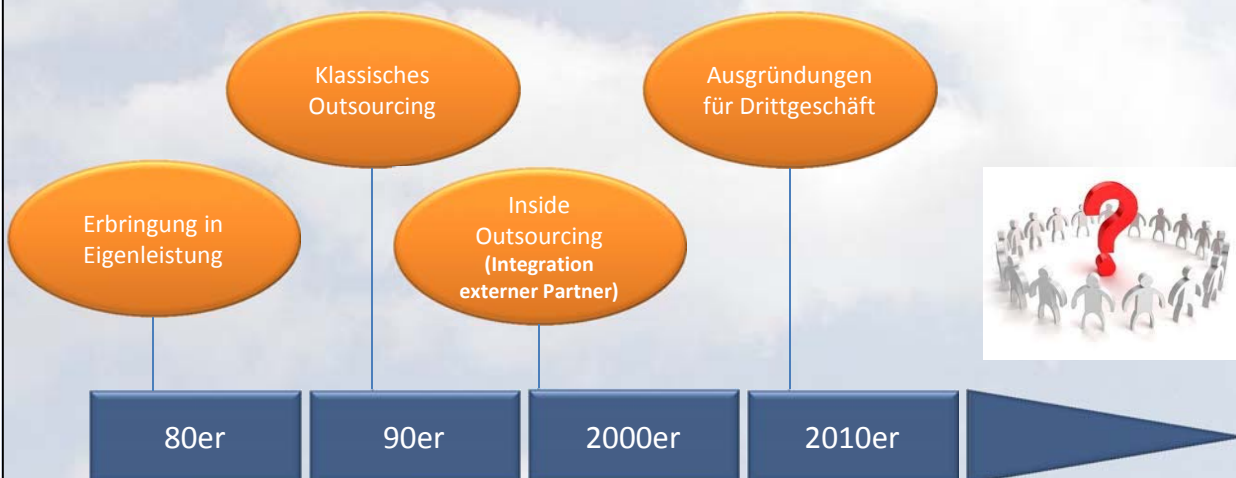 Klassisches
Outsourcing
Ausgründungen
für Drittgeschäft
Erbringung in
Eigenleistung
Inside
Outsourcing
(Integration
externer Partner)
?
80er
90er
2000er
2010er